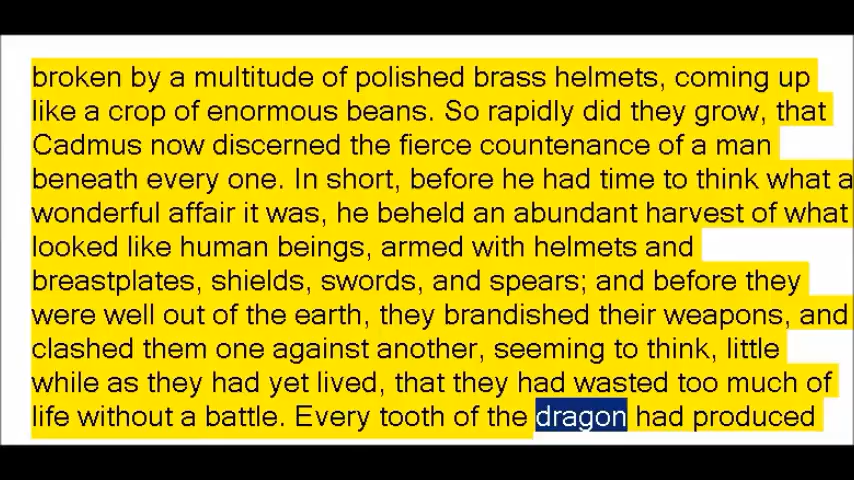 broken by a multitude of polished brass helmets, coming up
like a crop of enormous beans. So rapidly did they grow, that
Cadmus now discerned the fierce countenance of a man
beneath every one. In short, before he had time to think what a
wonderful affair it was, he beheld an abundant harvest of what
looked like human beings, armed with helmets and
breastplates, shields, swords, and spears; and before they
were well out of the earth, they brandished their weapons, and
clashed them one against another, seeming to think, little
while as they had yet lived, that they had wasted too much of
life without a battle. Every tooth of the dragon had produced